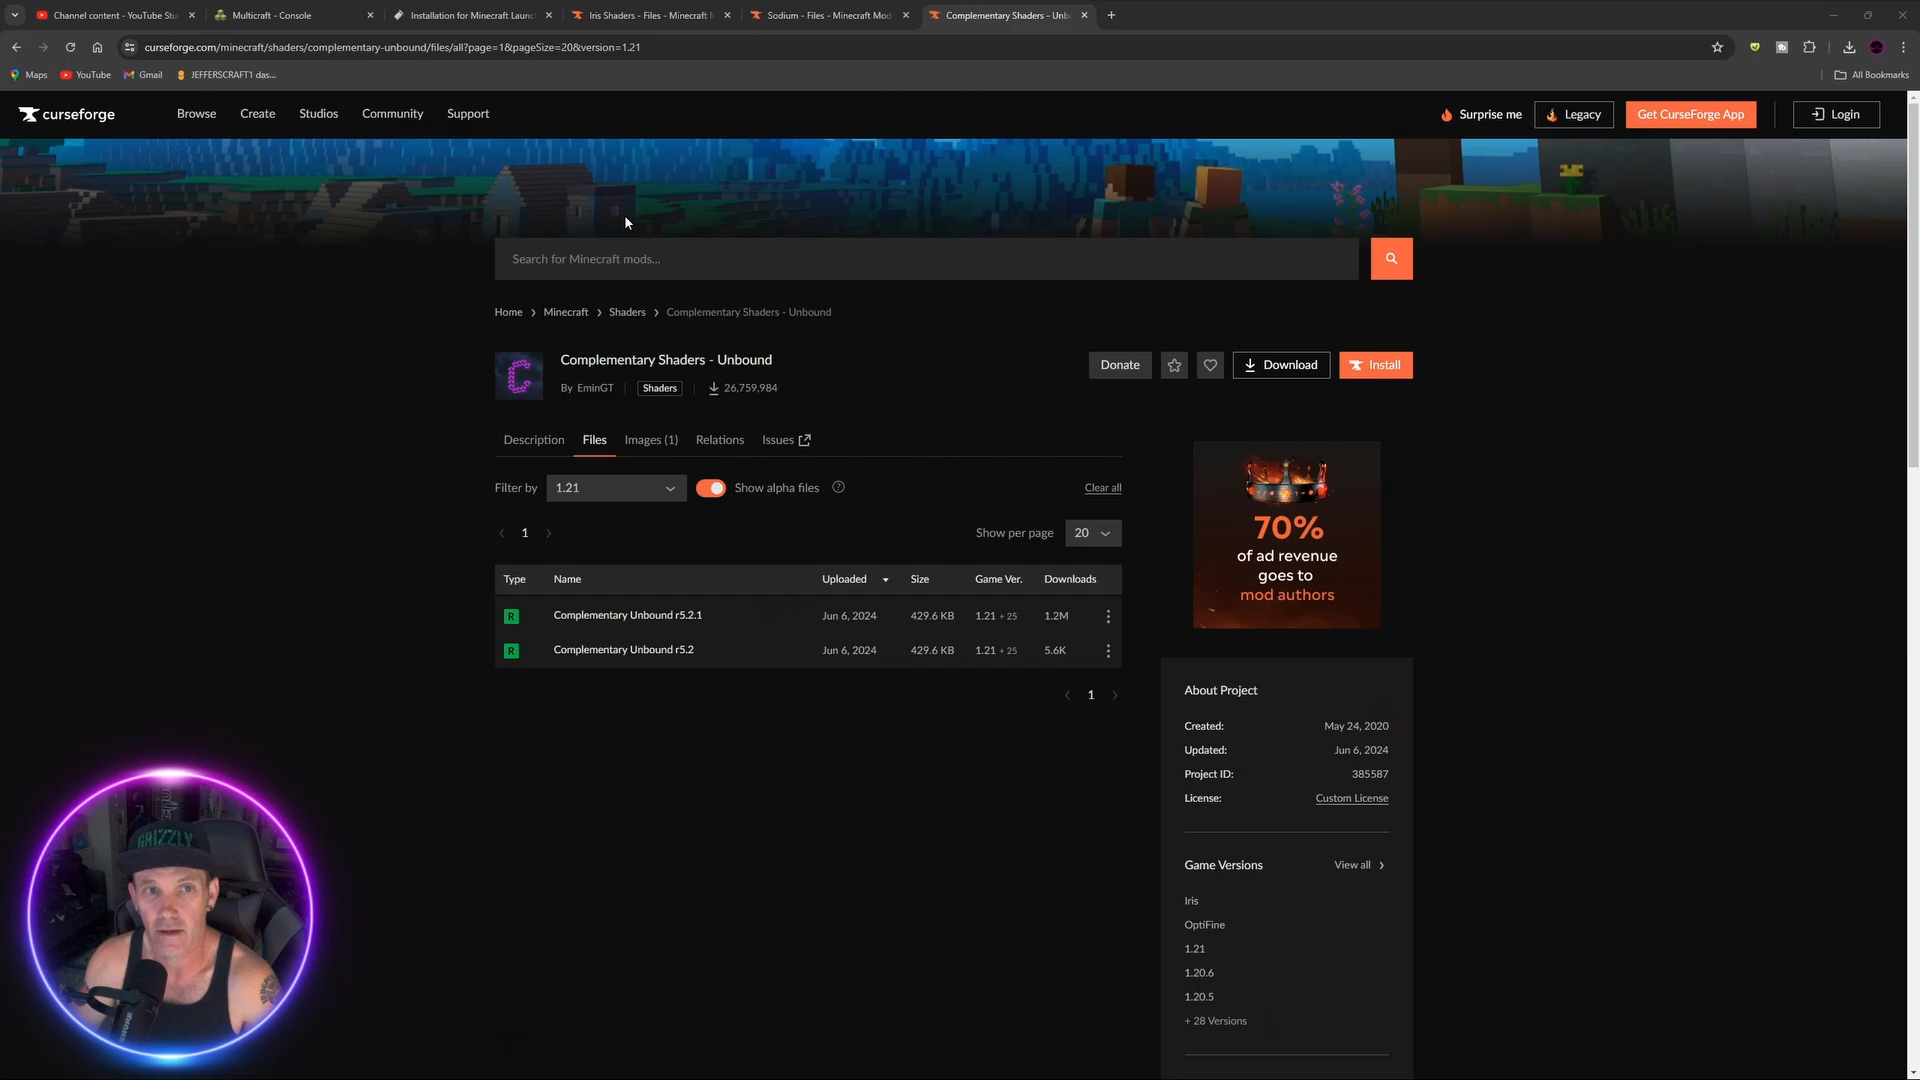 Channel content - YouTube Stu
Multicraft - Console
Installation for Minecraft Launc
Iris Shaders - Files - Minecraft M
Sodium - Files - Minecraft Mod
Complementary Shaders - Unb
curseforge.com/minecraft/shaders/complementary-unbound/files/all?page=1&pageSize=20&version=1.21
Maps
YouTube
Gmail
JEFFERSCRAFT1 das...
All Bookmarks
curseforge
Browse
Create
Studios
Community
Support
Surprise me
Legacy
Get CurseForge App
Login
Search for Minecraft mods...
Home > Minecraft > Shaders > Complementary Shaders - Unbound
C
Complementary Shaders - Unbound
By EminGT
Shaders
26,759,984
Donate
Download
Install
Description
Files
Images (1)
Relations
Issues
Filter by
1.21
Show alpha files
Clear all
1
Show per page
20
Type Name Uploaded Size Game Ver. Downloads
R Complementary Unbound r5.2.1 Jun 6, 2024 429.6 KB 1.21 + 25 1.2M
R Complementary Unbound r5.2 Jun 6, 2024 429.6 KB 1.21 + 25 5.6K
1
70%
of ad revenue
goes to
mod authors
About Project
Created: May 24, 2020
Updated: Jun 6, 2024
Project ID: 385587
License: Custom License
Game Versions
View all
Iris
OptiFine
1.21
1.20.6
1.20.5
+ 28 Versions
GRIZZLY